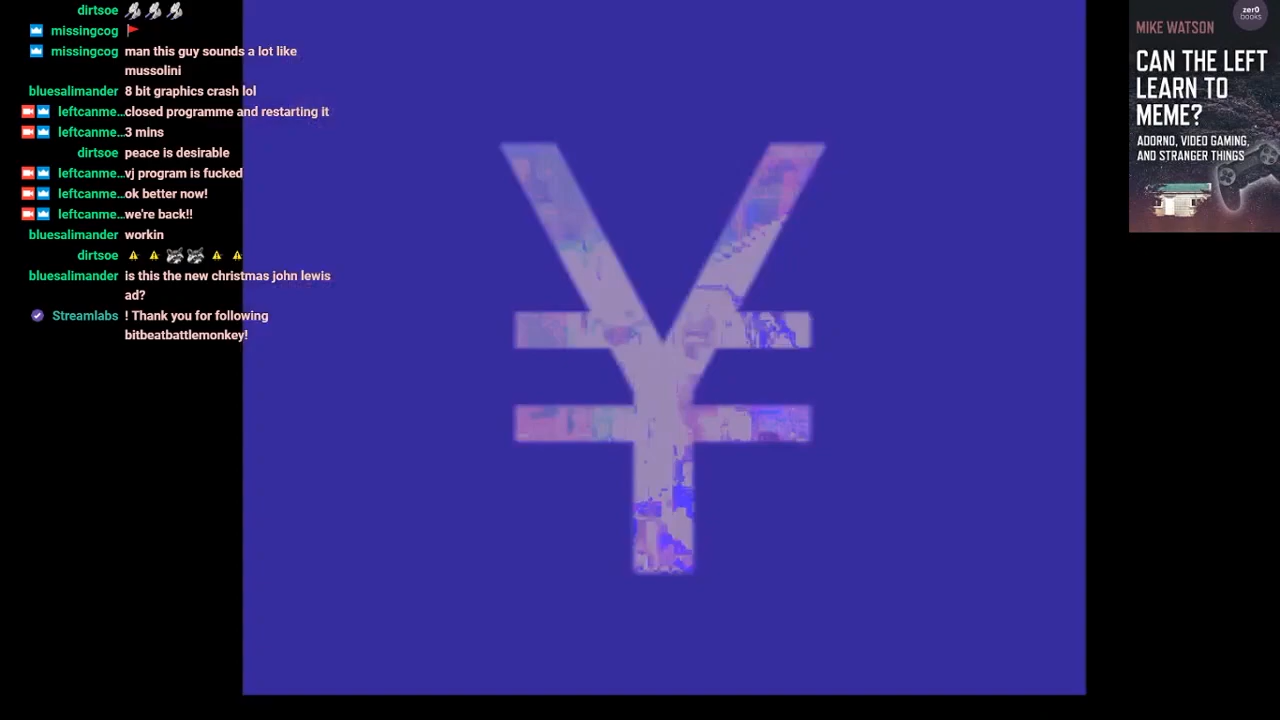 dirtsoe
missingcog
missingcog man this guy sounds a lot like
mussolini
bluesalimander 8 bit graphics crash lol
leftcanme... closed programme and restarting it
leftcanme... 3 mins
dirtsoe peace is desirable
leftcanme... vj program is fucked
leftcanme... ok better now!
leftcanme... we're back!!
bluesalimander workin
dirtsoe
bluesalimander is this the new christmas john lewis
ad?
Streamlabs ! Thank you for following
bitbeatbattlemonkey!
¥
zer0
books
MIKE WATSON
CAN THE LEFT
LEARN TO
MEME?
ADORNO, VIDEO GAMING,
AND STRANGER THINGS